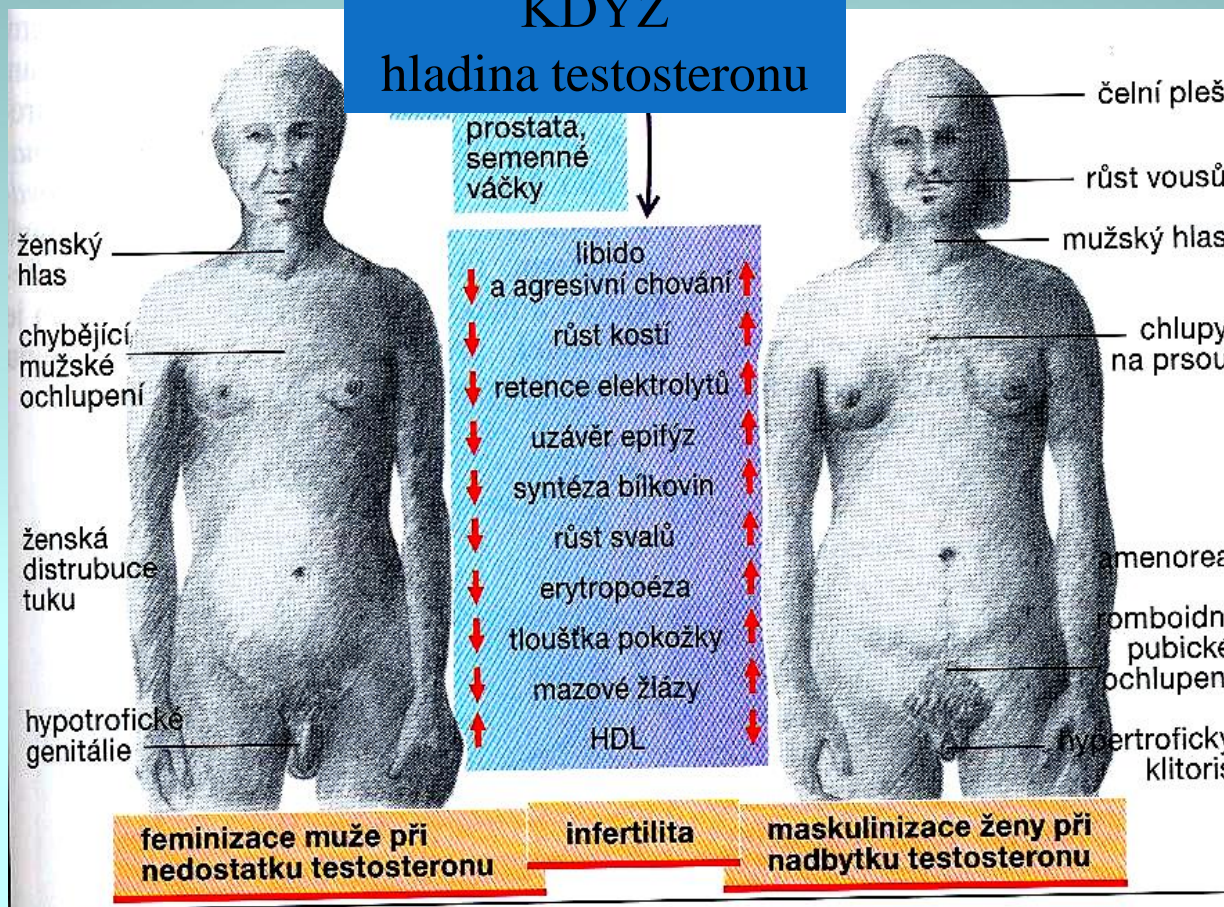 KDYŽ
hladina testosteronu
prostata,
semenné
váčky
ženský
hlas
chybějící
mužské
ochlupení
ženská
distrubuce
tuku
hypotrofické
genitálie
libido
a agresivní chování
růst kostí
retence elektrolytů
uzávěr epifýz
syntéza bílkovin
růst svalů
erytropoéza
tloušťka pokožky
mazové žlázy
HDL
čelní pleš
růst vousů
mužský hlas
chlupy
na prsou
amenorea
romboidn
pubické
ochlupen
hypertrofický
klitoris
feminizace muže při
nedostatku testosteronu
infertilita
maskulinizace ženy při
nadbytku testosteronu